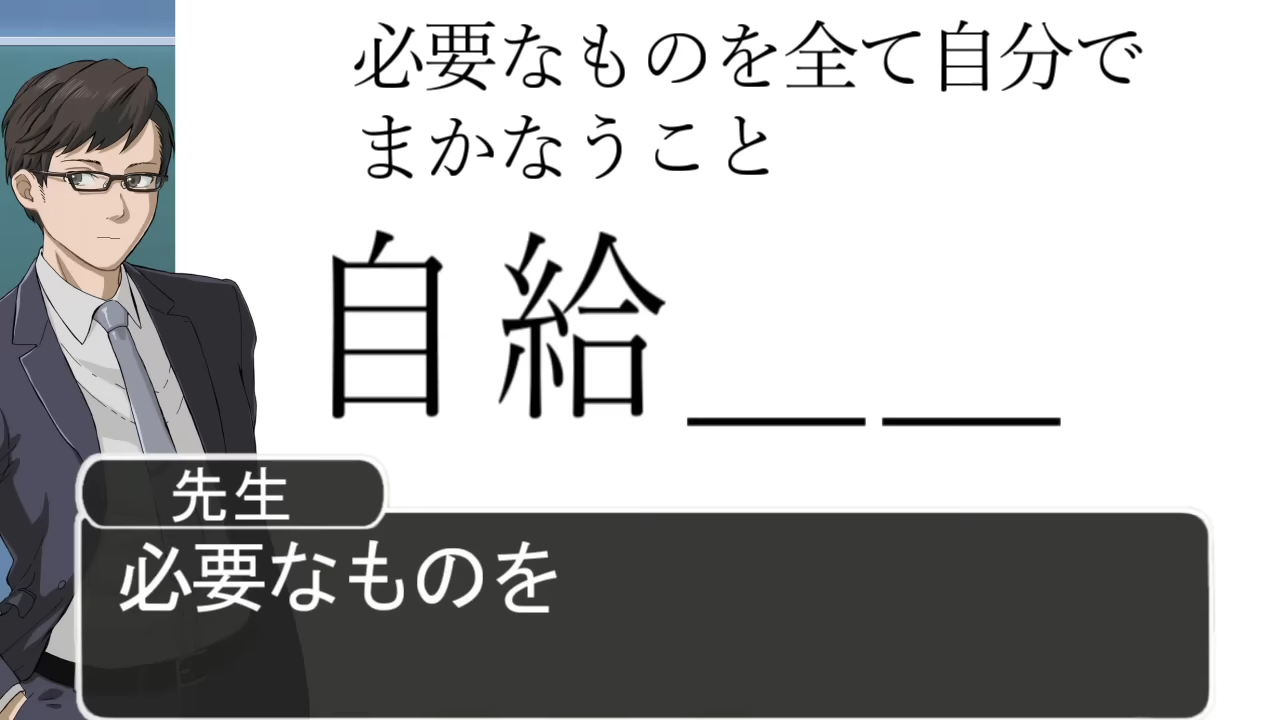 必要なものを全て自分で
まかなうこと
自給＿＿
先生
必要なものを